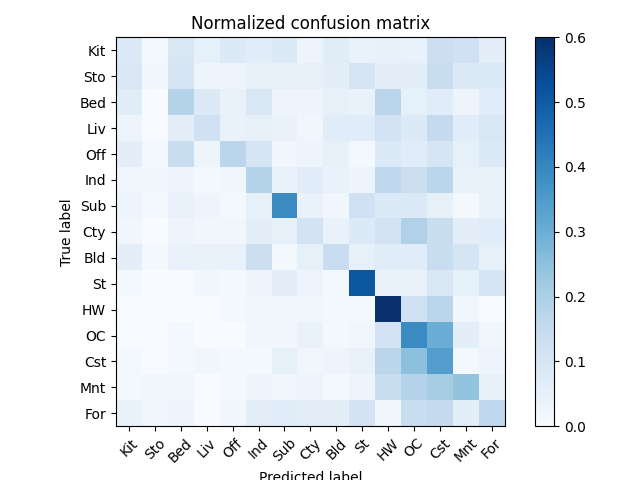 Normalized confusion matrix
True label
Kit
Sto
Bed
Liv
Off
Ind
Sub
Cty
Bld
St
HW
OC
Cst
Mnt
For
Kit Sto Bed Liv Off Ind Sub Cty Bld St HW OC Cst Mnt For
Predicted label
0.6
0.5
0.4
0.3
0.2
0.1
0.0